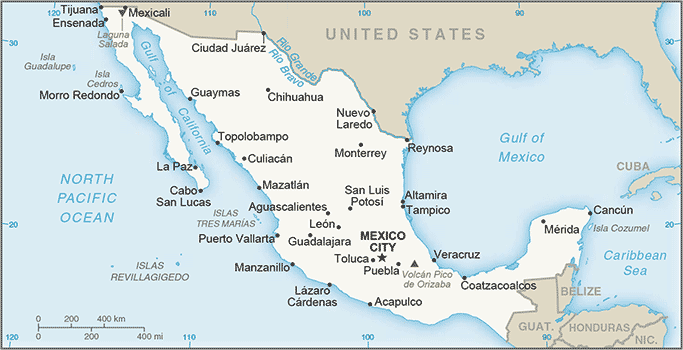 Tijuana
Mexicali
Ensenada
110
100
90
30
30
Laguna
Salada
Ciudad Juárez
Rio Grande
Río Bravo
UNITED STATES
Isla
Guadalupe
Isla
Cedros
Gulf of
California
Morro Redondo
Guaymas
Chihuahua
Nuevo
Laredo
Topolobampo
Monterrey
Reynosa
Gulf of
Mexico
Culiacán
La Paz
CUBA
NORTH
PACIFIC
OCEAN
Cabo
San Lucas
Mazatlán
San Luis
Potosí
Altamira
Tampico
Aguascalientes
ISLAS
TRES MARÍAS
León
Cancún
20
20
Mérida
Isla Cozumel
Puerto Vallarta
Guadalajara
MEXICO
CITY
Toluca
Puebla
Veracruz
Caribbean
Sea
ISLAS
REVILLAGIGEDO
Manzanillo
Volcán Pico
de Orizaba
Coatzacoalcos
Lázaro
Cárdenas
Acapulco
BELIZE
GUAT.
HONDURAS
NIC.
0
200
400 km
0
200
400 mi
120
110
100
90